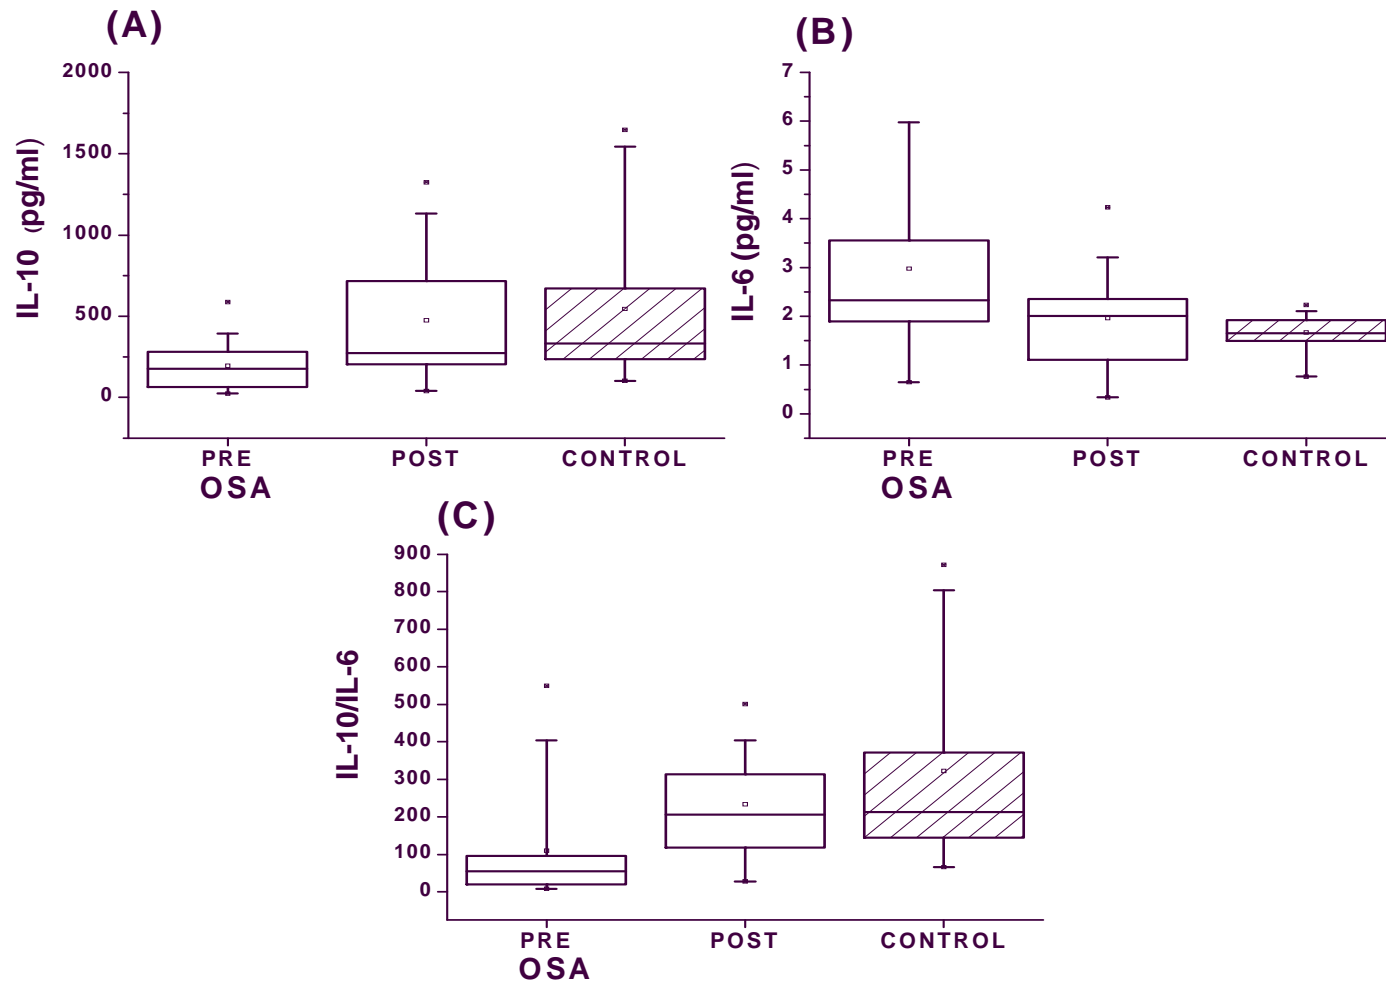 (A)
IL-10 (pg/ml)
2000
1500
1000
500
0
PRE POST CONTROL
OSA
(B)
IL-6 (pg/ml)
7
6
5
4
3
2
1
0
PRE POST CONTROL
OSA
(C)
IL-10/IL-6
900
800
700
600
500
400
300
200
100
0
PRE POST CONTROL
OSA